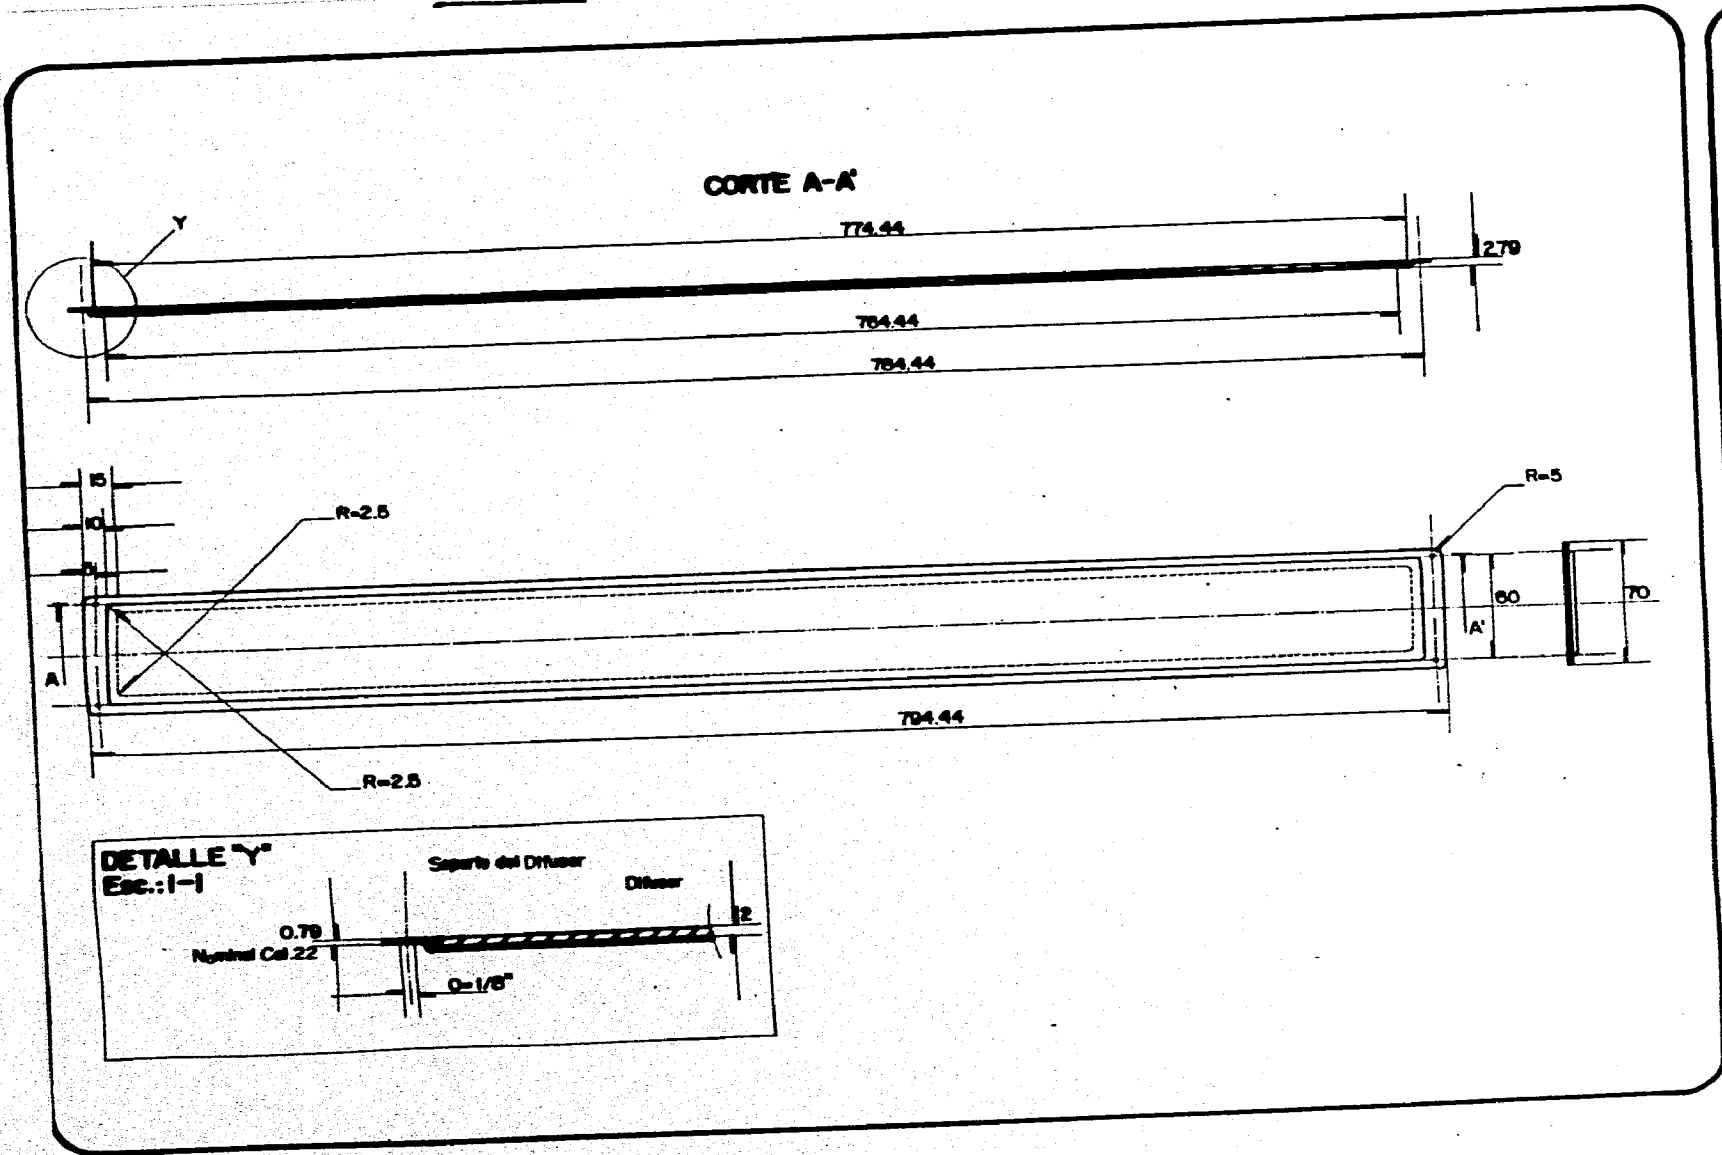 CORTE A-A'
Y
774.44
2.79
764.44
784.44
15
R=5
R=2.5
10
5
60
70
A'
A
794.44
R=2.5
DETALLE "Y"
Esc.:1-1
Soporte del Difusor
Difusor
2
0.79
Nominal Cal.22
O=1/8"